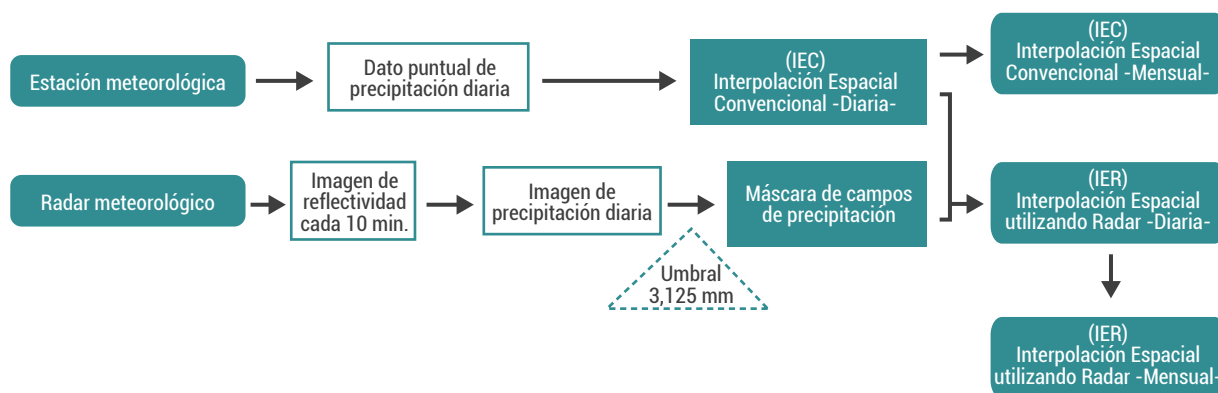 Estación meteorológica
Dato puntual de
precipitación diaria
(IEC)
Interpolación Espacial
Convencional -Diaria-
(IEC)
Interpolación Espacial
Convencional -Mensual-
Radar meteorológico
Imagen de
reflectividad
cada 10 min.
Imagen de
precipitación diaria
Umbral
3,125 mm
Máscara de campos
de precipitación
(IER)
Interpolación Espacial
utilizando Radar -Diaria-
(IER)
Interpolación Espacial
utilizando Radar -Mensual-